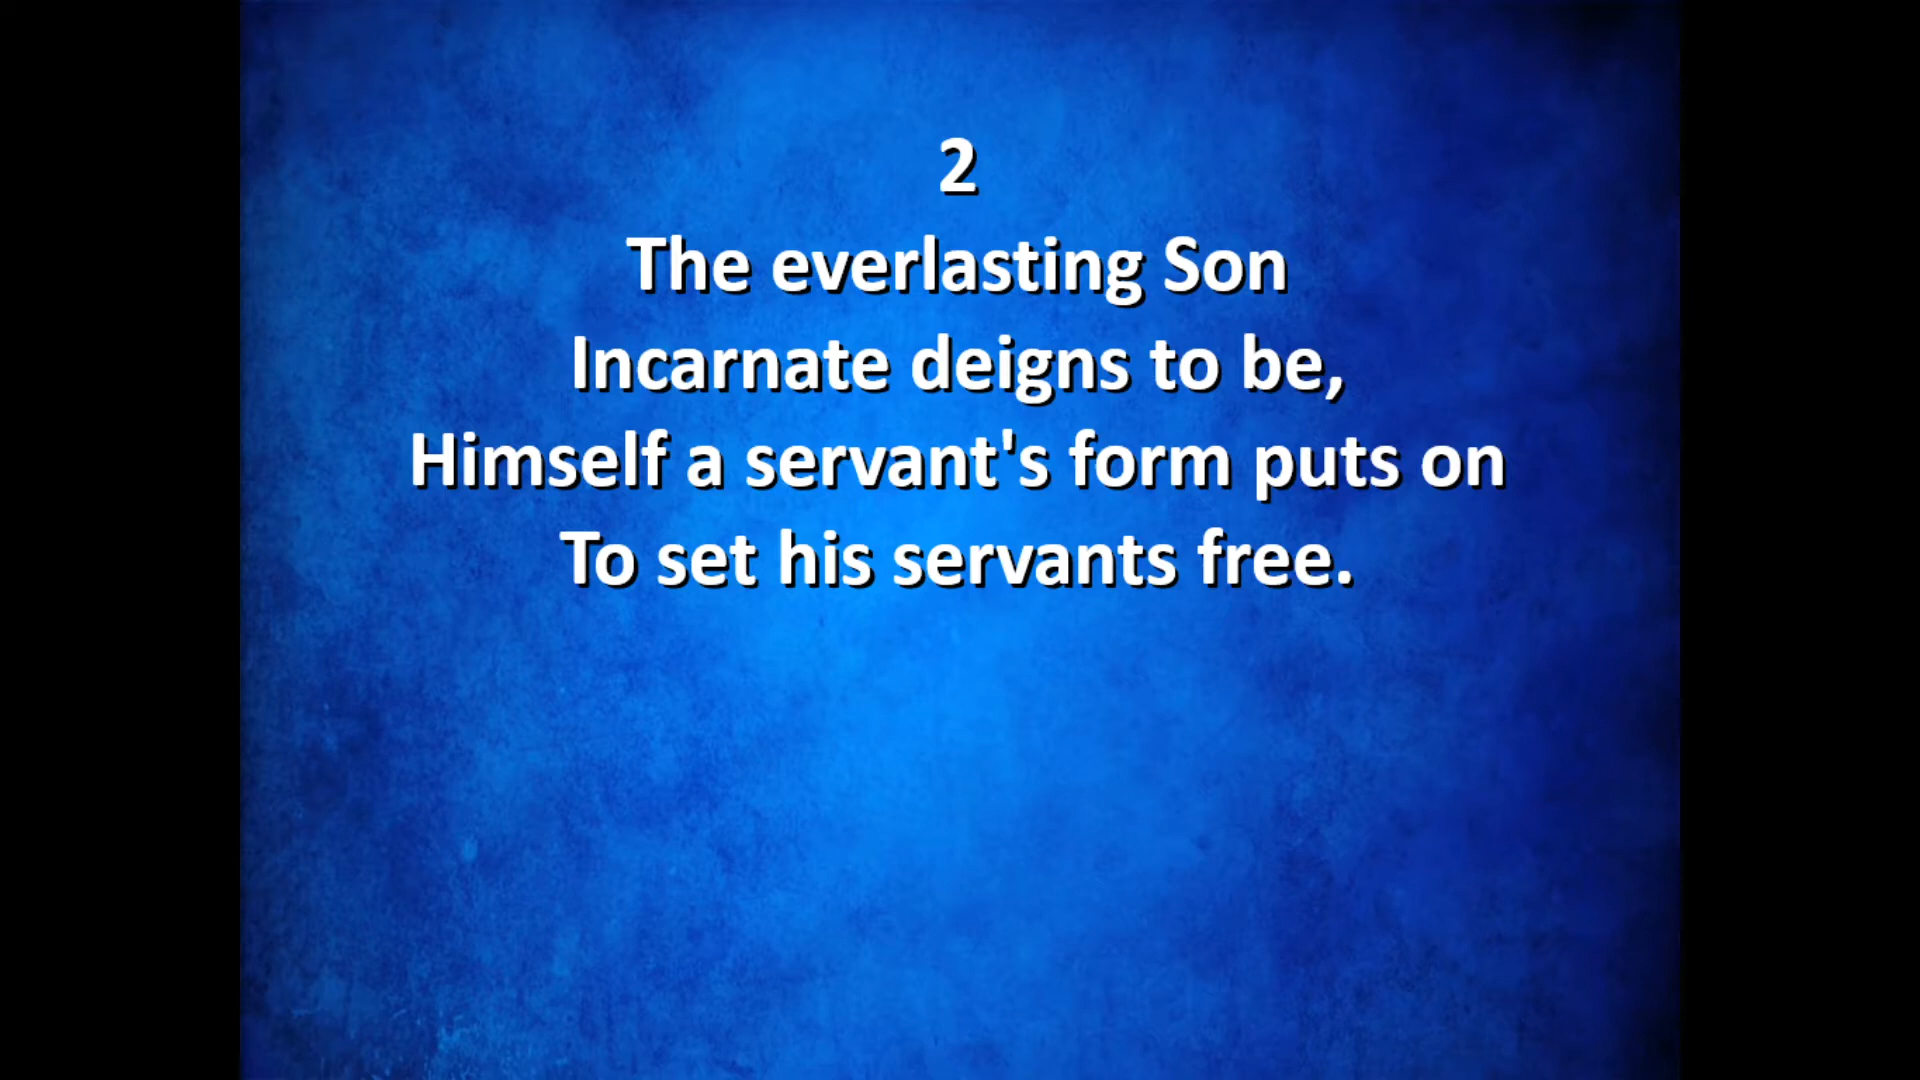 2
The everlasting Son
Incarnate deigns to be,
Himself a servant's form puts on
To set his servants free.